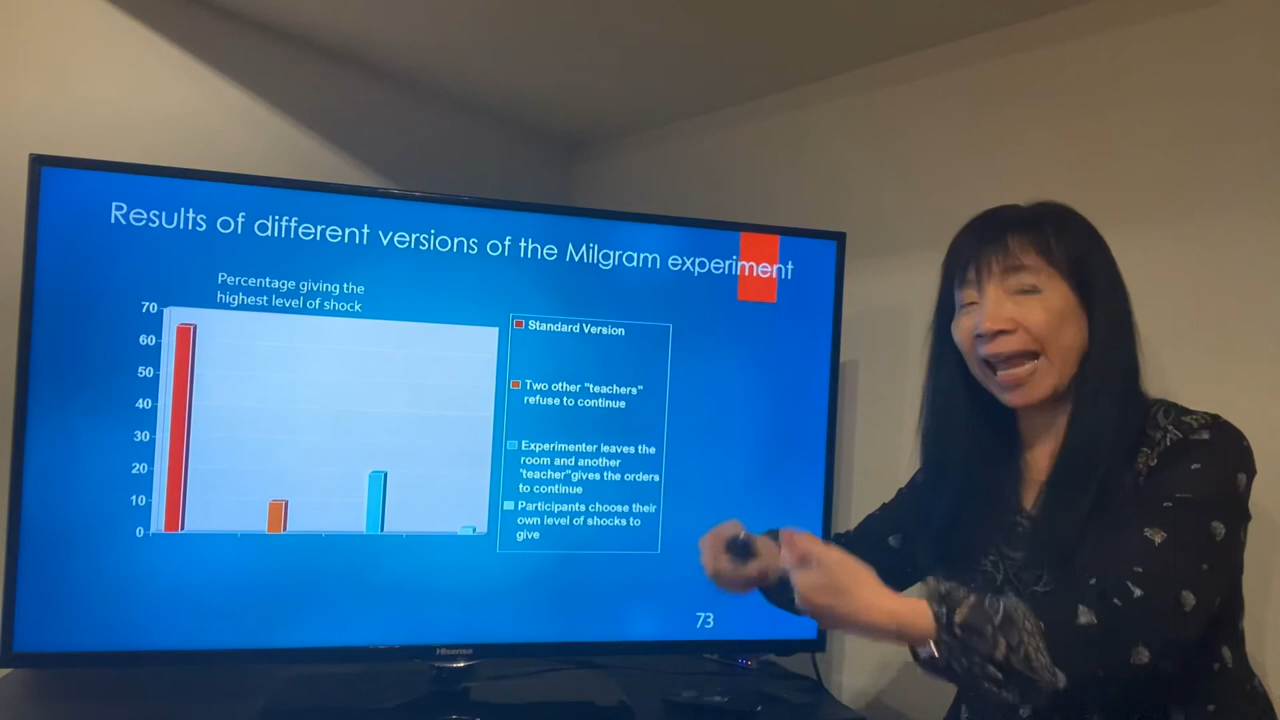 Results of different versions of the Milgram experiment
Percentage giving the
highest level of shock
70
60
50
40
30
20
10
0
Standard Version
Two other "teachers"
refuse to continue
Experimenter leaves the
room and another
'teacher"gives the orders
to continue
Participants choose their
own level of shocks to
give
73
Hisense